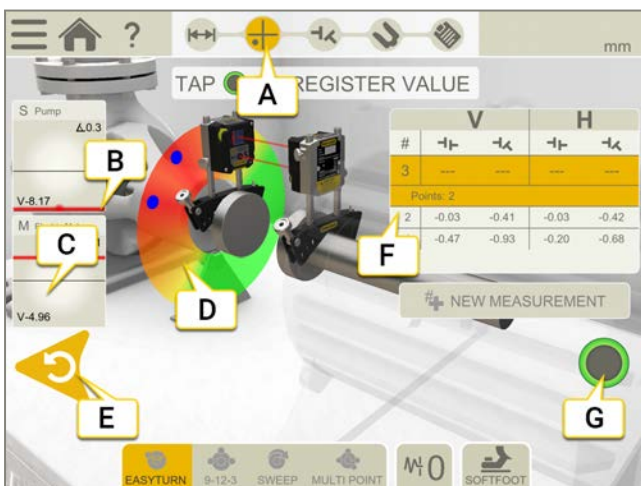 ?
mm
TAP REGISTER VALUE
A
S Pump
0.3
B
V-8.17
M
C
V-4.96
D
V H
#
3 --- --- --- ---
Points: 2
2 -0.03 -0.41 -0.03 -0.42
-0.47 -0.93 -0.20 -0.68
F
# NEW MEASUREMENT
E
G
0
EASYTURN 9-12-3 SWEEP MULTI POINT SOFTFOOT